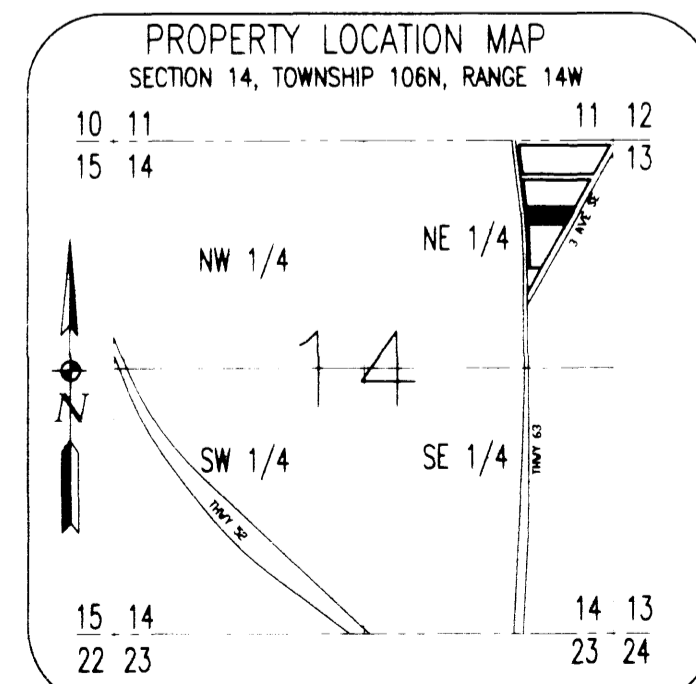 PROPERTY LOCATION MAP
SECTION 14, TOWNSHIP 106N, RANGE 14W
10 11
11 12
15 14
13
3 AVE SE
NE 1/4
NW 1/4
14
N
SW 1/4
SE 1/4
THWY 63
THWY 52
15 14
14 13
22 23
23 24